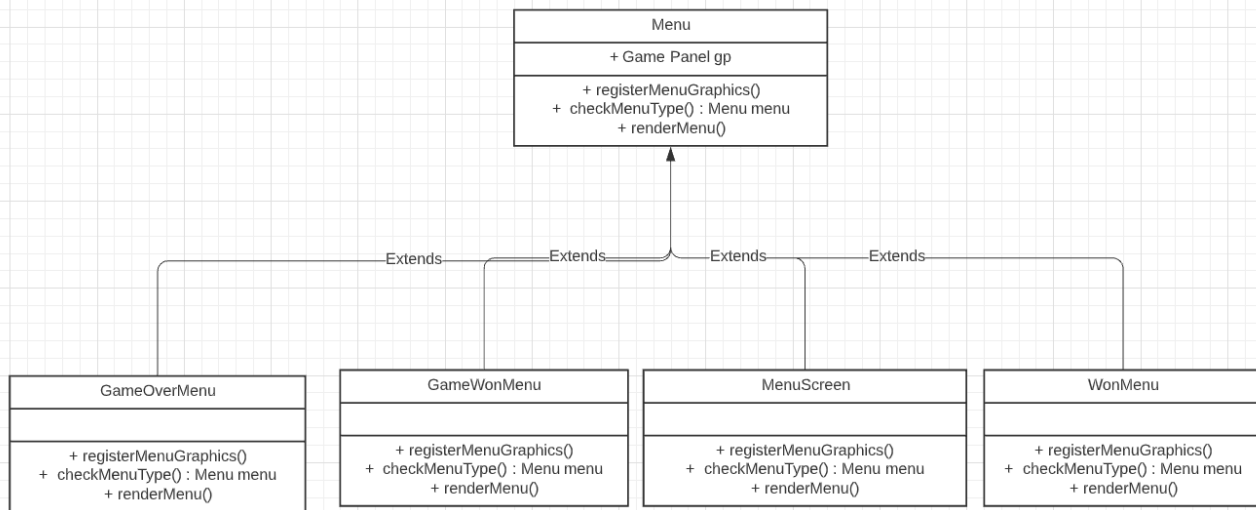 Menu
+ Game Panel gp
+ registerMenuGraphics()
+ checkMenuType() : Menu menu
+ renderMenu()
Extends
Extends
Extends
Extends
GameOverMenu
+ registerMenuGraphics()
+ checkMenuType() : Menu menu
+ renderMenu()
GameWonMenu
+ registerMenuGraphics()
+ checkMenuType() : Menu menu
+ renderMenu()
MenuScreen
+ registerMenuGraphics()
+ checkMenuType() : Menu menu
+ renderMenu()
WonMenu
+ registerMenuGraphics()
+ checkMenuType() : Menu menu
+ renderMenu()